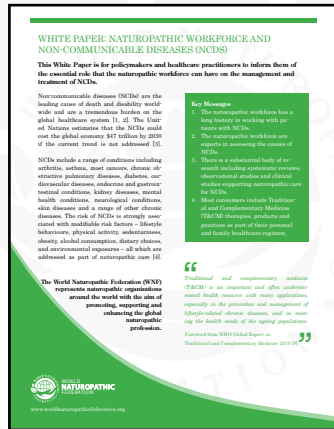 WHITE PAPER: NATUROPATHIC WORKFORCE AND
NON-COMMUNICABLE DISEASES (NCDS)
This White Paper is for policymakers and healthcare practitioners to inform them of
the essential role that the naturopathic workforce can have on the management and
treatment of NCDs.
Non-communicable diseases (NCDs) are the
leading cause of death and disability world-
wide and are a tremendous burden on the
global healthcare system [1, 2]. The Unit-
ed Nations estimates that the NCDs could
cost the global economy $47 trillion by 2030
if the current trend is not addressed [3].
NCDs include a range of conditions including
arthritis, asthma, most cancers, chronic ob-
structive pulmonary diseases, diabetes, car-
diovascular diseases, endocrine and gastroin-
testinal conditions, kidney diseases, mental
health conditions, neurological conditions,
skin diseases and a range of other chronic
diseases. The risk of NCDs is strongly asso-
ciated with modifiable risk factors – lifestyle
behaviours, physical activity, sedentariness,
obesity, alcohol consumption, dietary choices,
and environmental exposures – all which are
addressed as part of naturopathic care [4].
The World Naturopathic Federation (WNF)
represents naturopathic organizations
around the world with the aim of
promoting, supporting and
enhancing the global
naturopathic
profession.
Key Messages
1. The naturopathic workforce has a
long history in working with pa-
tients with NCDs.
2. The naturopathic workforce are
experts in assessing the causes of
NCDs.
3. There is a substantial body of re-
search including systematic reviews,
observational studies and clinical
studies supporting naturopathic care
for NCDs.
4. Most consumers include Tradition-
al and Complementary Medicine
(T&CM) therapies, products and
practices as part of their personal
and family healthcare regimen.
“
Traditional and complementary medicine
(T&CM) is an important and often underesti-
mated health resource with many applications,
especially in the prevention and management of
lifestyle-related chronic diseases, and in meet-
ing the health needs of the ageing populations.
Foreword from WHO Global Report on
Traditional and Complementary Medicine 2019 [5]
”
WORLD
NATUROPATHIC
FEDERATION
www.worldnaturopathicfederation.org